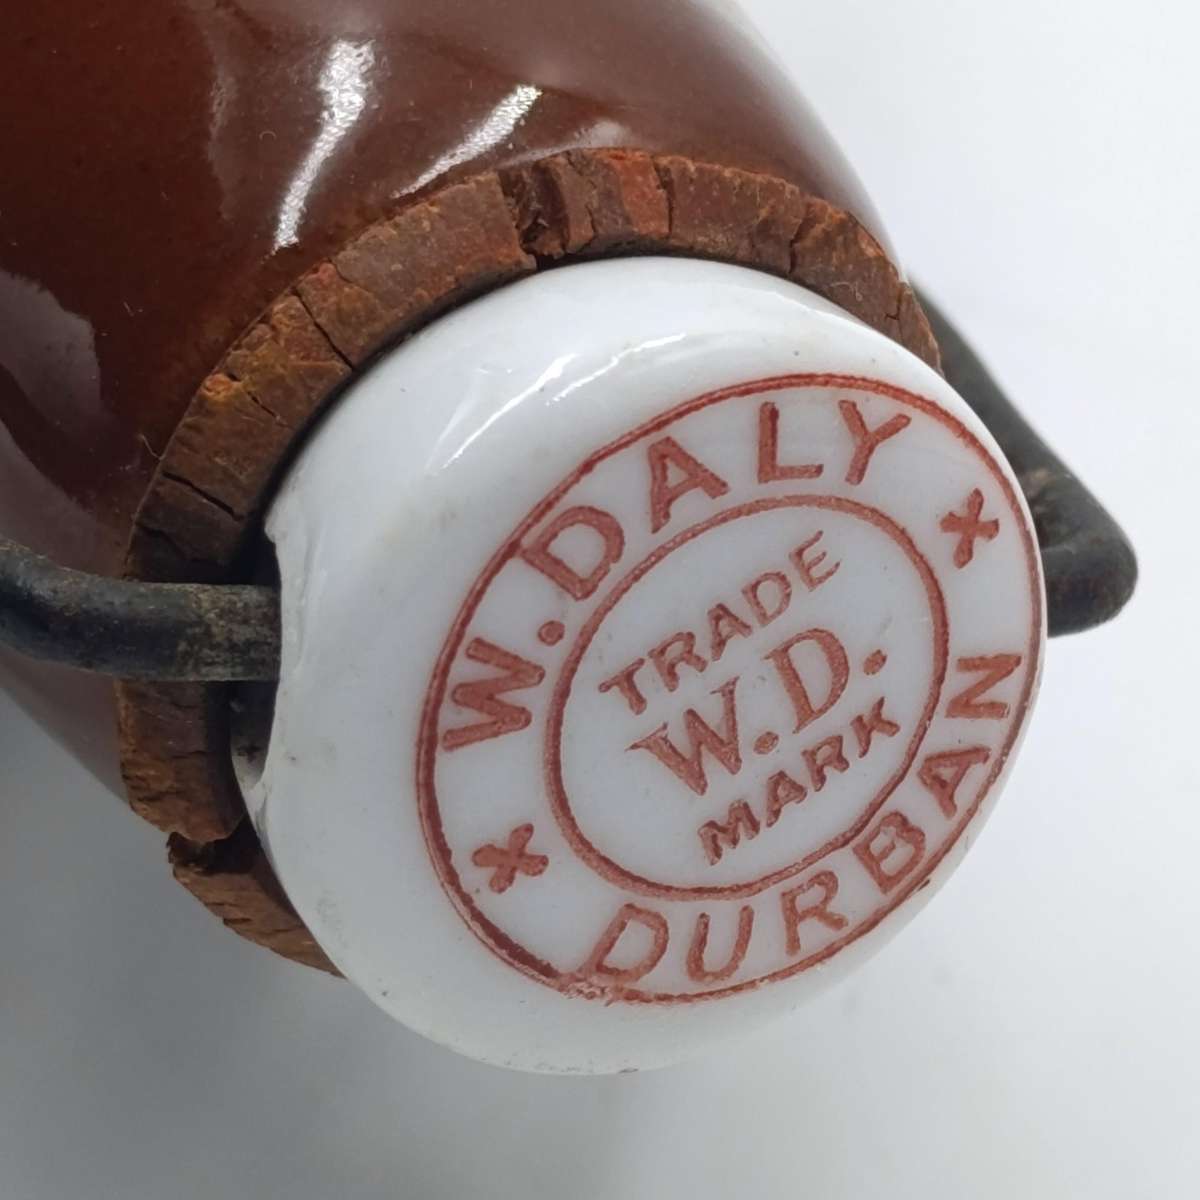 W. DALY
TRADE
W.D.
MARK
× DURBAN ×